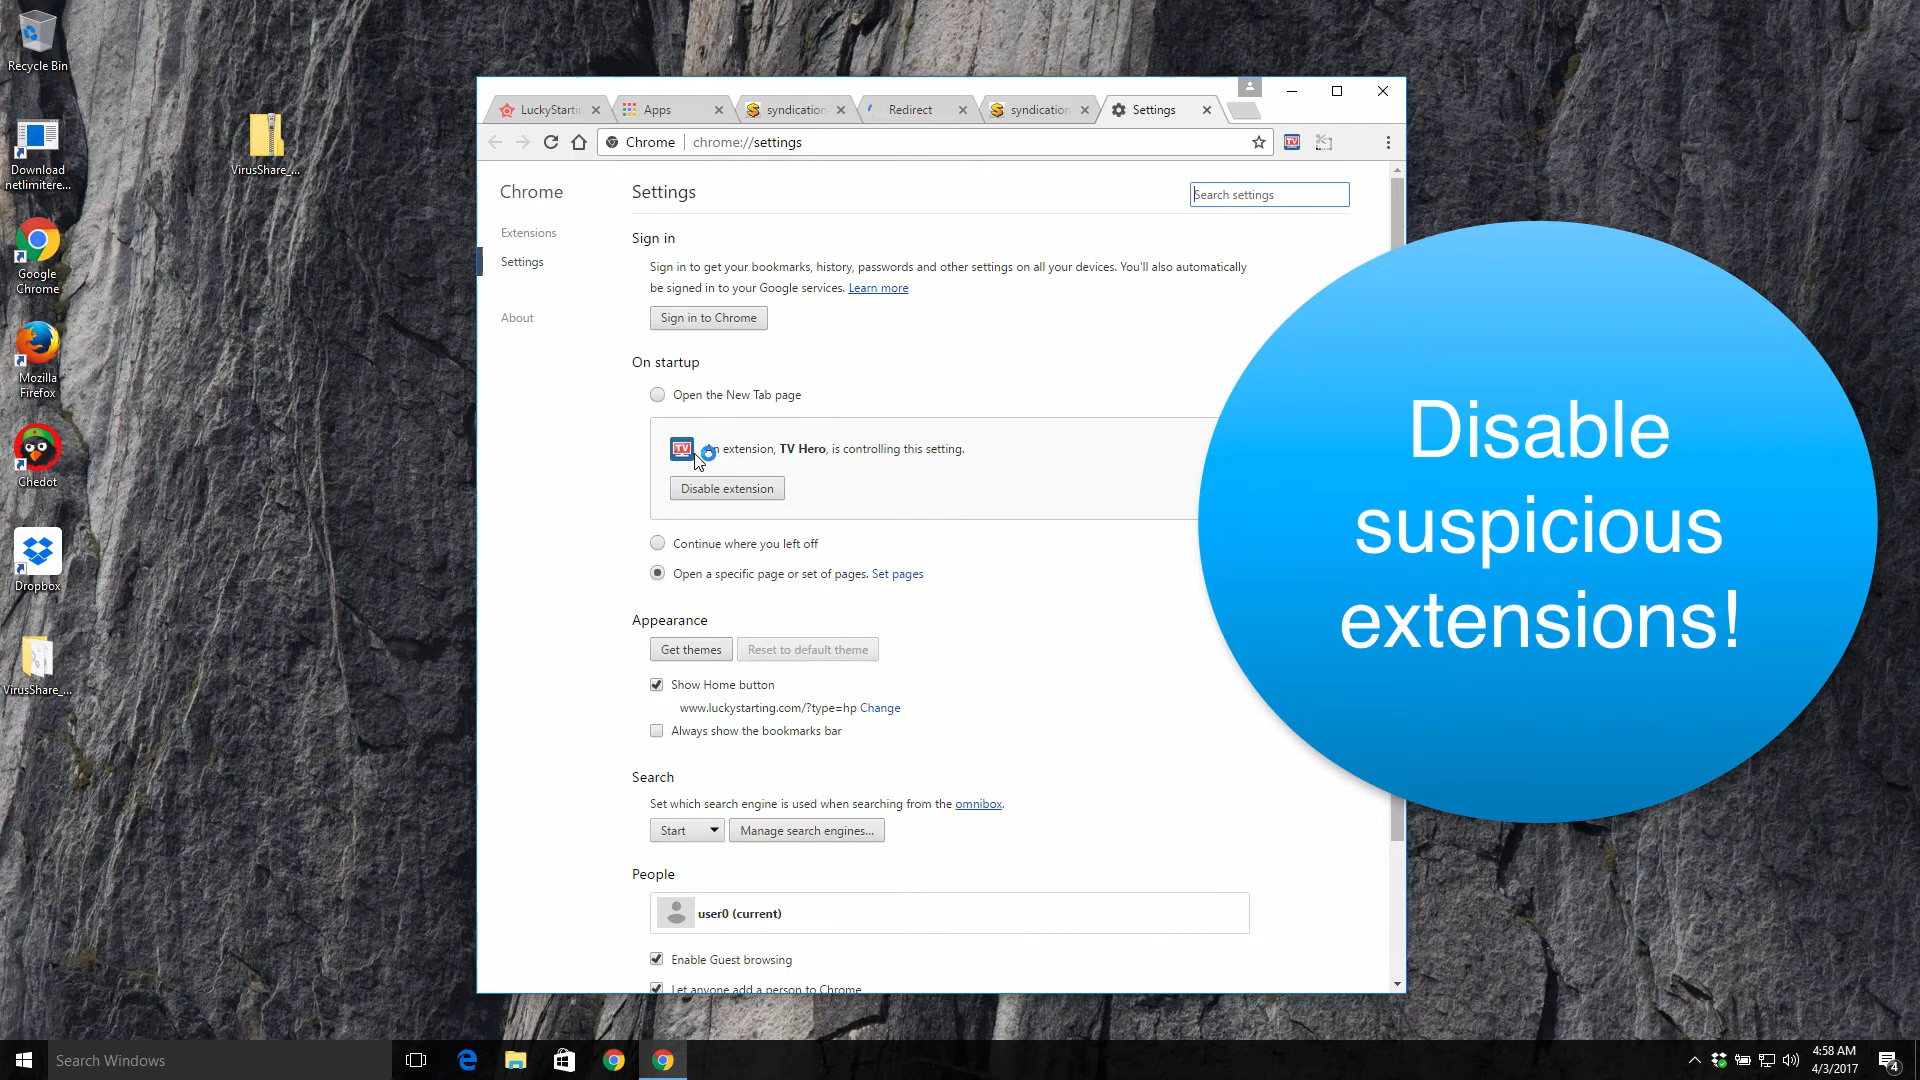 Recycle Bin
Download
netlimitere...
Google
Chrome
Mozilla
Firefox
Chedot
Dropbox
VirusShare_...
VirusShare_...
LuckyStartin
Apps
syndication
Redirect
syndication
Settings
Chrome
chrome://settings
TV
Chrome
Extensions
Settings
About
Settings
Search settings
Sign in
Sign in to get your bookmarks, history, passwords and other settings on all your devices. You'll also automatically
be signed in to your Google services. Learn more
Sign in to Chrome
On startup
Open the New Tab page
TV
An extension, TV Hero, is controlling this setting.
Disable extension
Continue where you left off
Open a specific page or set of pages. Set pages
Appearance
Get themes
Reset to default theme
Show Home button
www.luckystarting.com/?type=hp Change
Always show the bookmarks bar
Search
Set which search engine is used when searching from the omnibox.
Start
Manage search engines...
People
user0 (current)
Enable Guest browsing
Let anyone add a person to Chrome
Disable
suspicious
extensions!
Search Windows
4:58 AM
4/3/2017
4